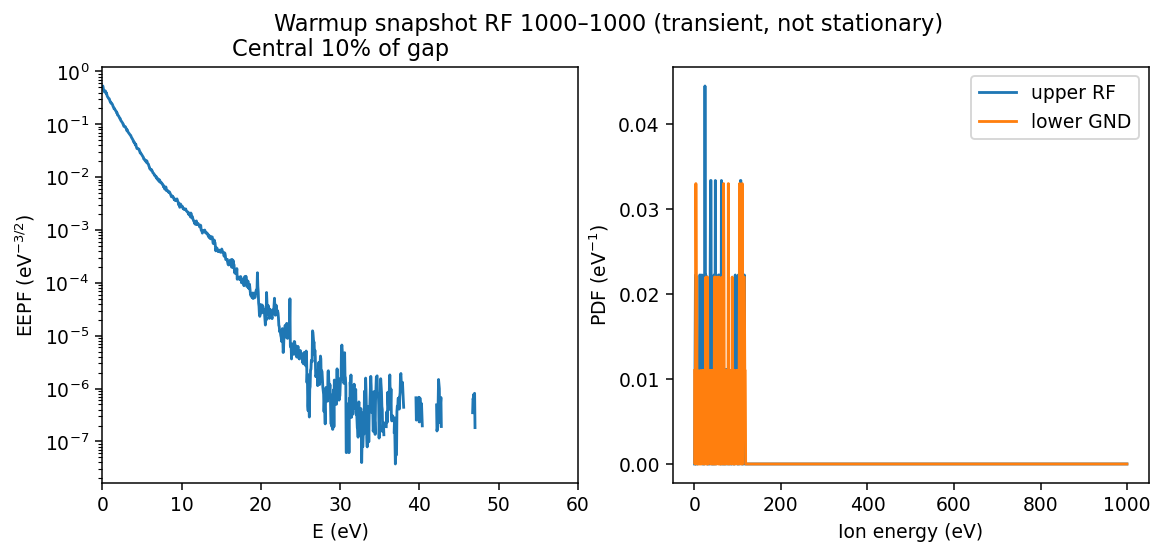 Warmup snapshot RF 1000–1000 (transient, not stationary)
Central 10% of gap
EEPF (eV⁻³ᐟ²)
10⁰
10⁻¹
10⁻²
10⁻³
10⁻⁴
10⁻⁵
10⁻⁶
10⁻⁷
0 10 20 30 40 50 60
E (eV)
PDF (eV⁻¹)
0.04
0.03
0.02
0.01
0.00
0 200 400 600 800 1000
Ion energy (eV)
upper RF
lower GND